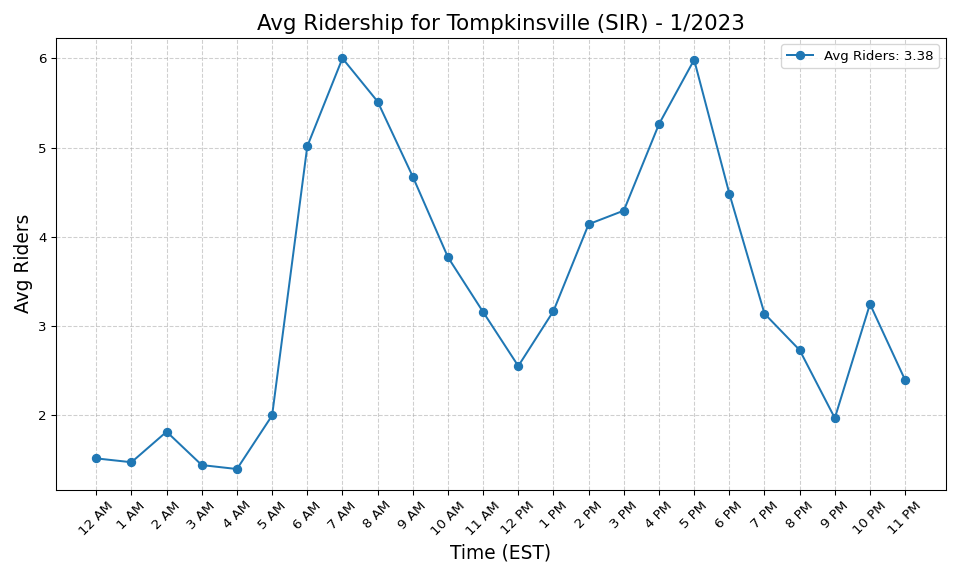 Avg Ridership for Tompkinsville (SIR) - 1/2023
Avg Riders: 3.38
Avg Riders
6
5
4
3
2
12 AM
1 AM
2 AM
3 AM
4 AM
5 AM
6 AM
7 AM
8 AM
9 AM
10 AM
11 AM
12 PM
1 PM
2 PM
3 PM
4 PM
5 PM
6 PM
7 PM
8 PM
9 PM
10 PM
11 PM
Time (EST)